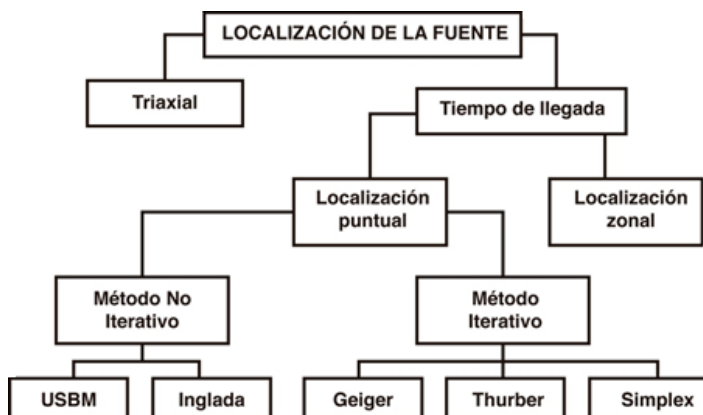 LOCALIZACIÓN DE LA FUENTE
Triaxial
Tiempo de llegada
Localización
puntual
Localización
zonal
Método No
Iterativo
Método
Iterativo
USBM
Inglada
Geiger
Thurber
Simplex